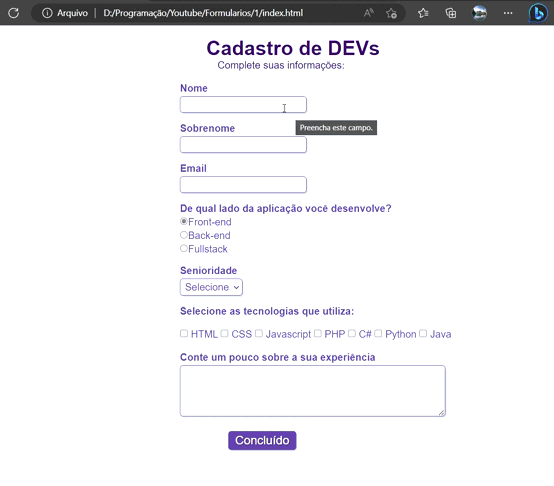 Arquivo | D:/Programação/Youtube/Formularios/1/index.html
Cadastro de DEVs
Complete suas informações:
Nome
Preencha este campo.
Sobrenome
Email
De qual lado da aplicação você desenvolve?
Front-end
Back-end
Fullstack
Senioridade
Selecione
Selecione as tecnologias que utiliza:
HTML CSS Javascript PHP C# Python Java
Conte um pouco sobre a sua experiência
Concluído